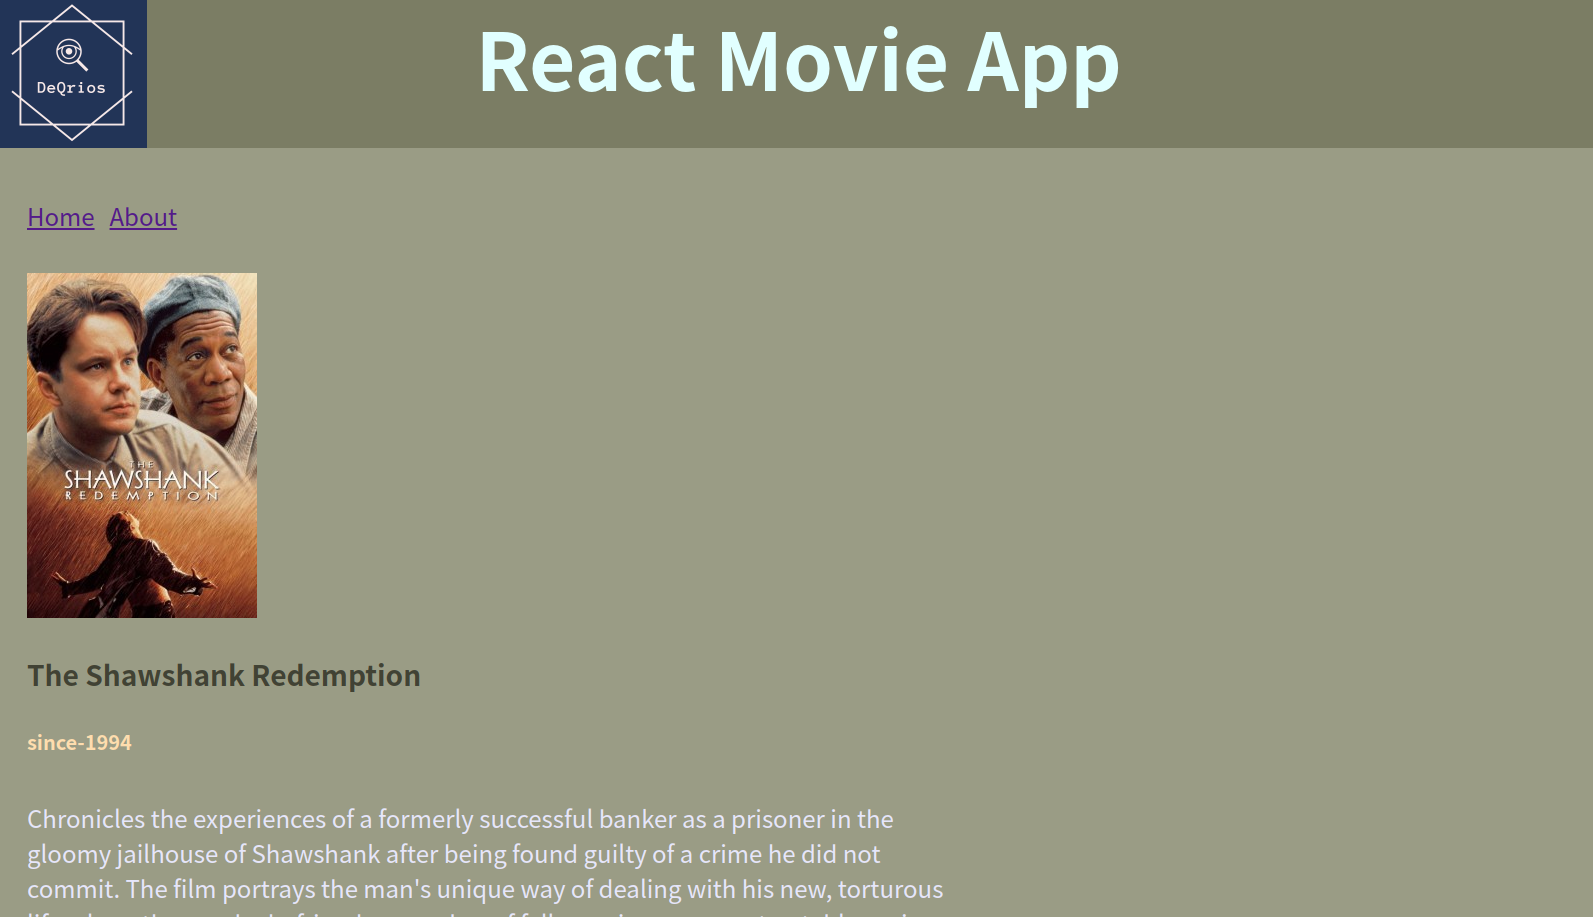 DeQrios
React Movie App
Home About
THE
SHAWSHANK
REDEMPTION
The Shawshank Redemption
since-1994
Chronicles the experiences of a formerly successful banker as a prisoner in the
gloomy jailhouse of Shawshank after being found guilty of a crime he did not
commit. The film portrays the man's unique way of dealing with his new, torturous